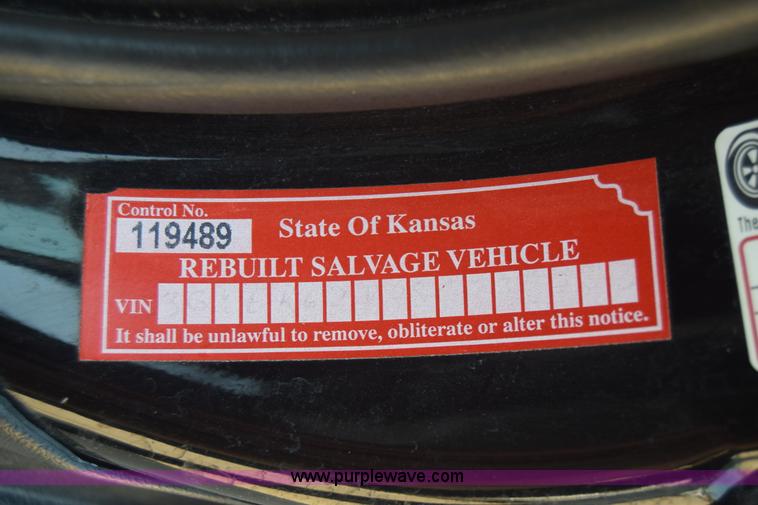 Control No.
119489
State Of Kansas
REBUILT SALVAGE VEHICLE
VIN
It shall be unlawful to remove, obliterate or alter this notice.
The
www.purplewave.com